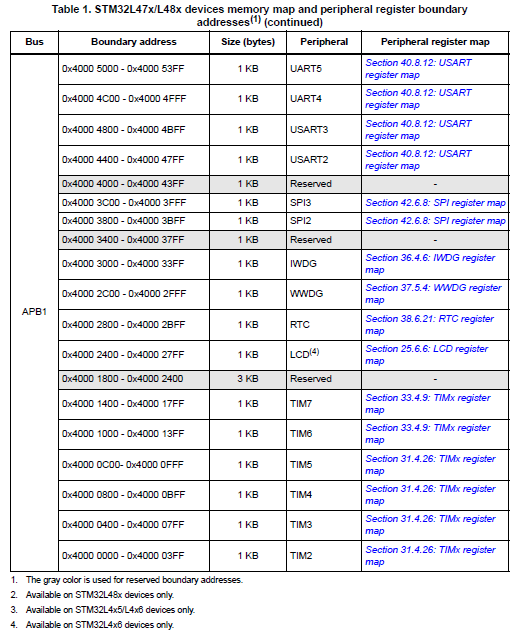 Table 1. STM32L47x/L48x devices memory map and peripheral register boundary
addresses(1) (continued)
Bus Boundary address Size (bytes) Peripheral Peripheral register map
APB1
0x4000 5000 - 0x4000 53FF 1 KB UART5 Section 40.8.12: USART
register map
0x4000 4C00 - 0x4000 4FFF 1 KB UART4 Section 40.8.12: USART
register map
0x4000 4800 - 0x4000 4BFF 1 KB USART3 Section 40.8.12: USART
register map
0x4000 4400 - 0x4000 47FF 1 KB USART2 Section 40.8.12: USART
register map
0x4000 4000 - 0x4000 43FF 1 KB Reserved -
0x4000 3C00 - 0x4000 3FFF 1 KB SPI3 Section 42.6.8: SPI register map
0x4000 3800 - 0x4000 3BFF 1 KB SPI2 Section 42.6.8: SPI register map
0x4000 3400 - 0x4000 37FF 1 KB Reserved -
0x4000 3000 - 0x4000 33FF 1 KB IWDG Section 36.4.6: IWDG register
map
0x4000 2C00 - 0x4000 2FFF 1 KB WWDG Section 37.5.4: WWDG register
map
0x4000 2800 - 0x4000 2BFF 1 KB RTC Section 38.6.21: RTC register
map
0x4000 2400 - 0x4000 27FF 1 KB LCD(4) Section 25.6.6: LCD register
map
0x4000 1800 - 0x4000 2400 3 KB Reserved -
0x4000 1400 - 0x4000 17FF 1 KB TIM7 Section 33.4.9: TIMx register
map
0x4000 1000 - 0x4000 13FF 1 KB TIM6 Section 33.4.9: TIMx register
map
0x4000 0C00- 0x4000 0FFF 1 KB TIM5 Section 31.4.26: TIMx register
map
0x4000 0800 - 0x4000 0BFF 1 KB TIM4 Section 31.4.26: TIMx register
map
0x4000 0400 - 0x4000 07FF 1 KB TIM3 Section 31.4.26: TIMx register
map
0x4000 0000 - 0x4000 03FF 1 KB TIM2 Section 31.4.26: TIMx register
map
1. The gray color is used for reserved boundary addresses.
2. Available on STM32L48x devices only.
3. Available on STM32L4x5/L4x6 devices only.
4. Available on STM32L4x6 devices only.